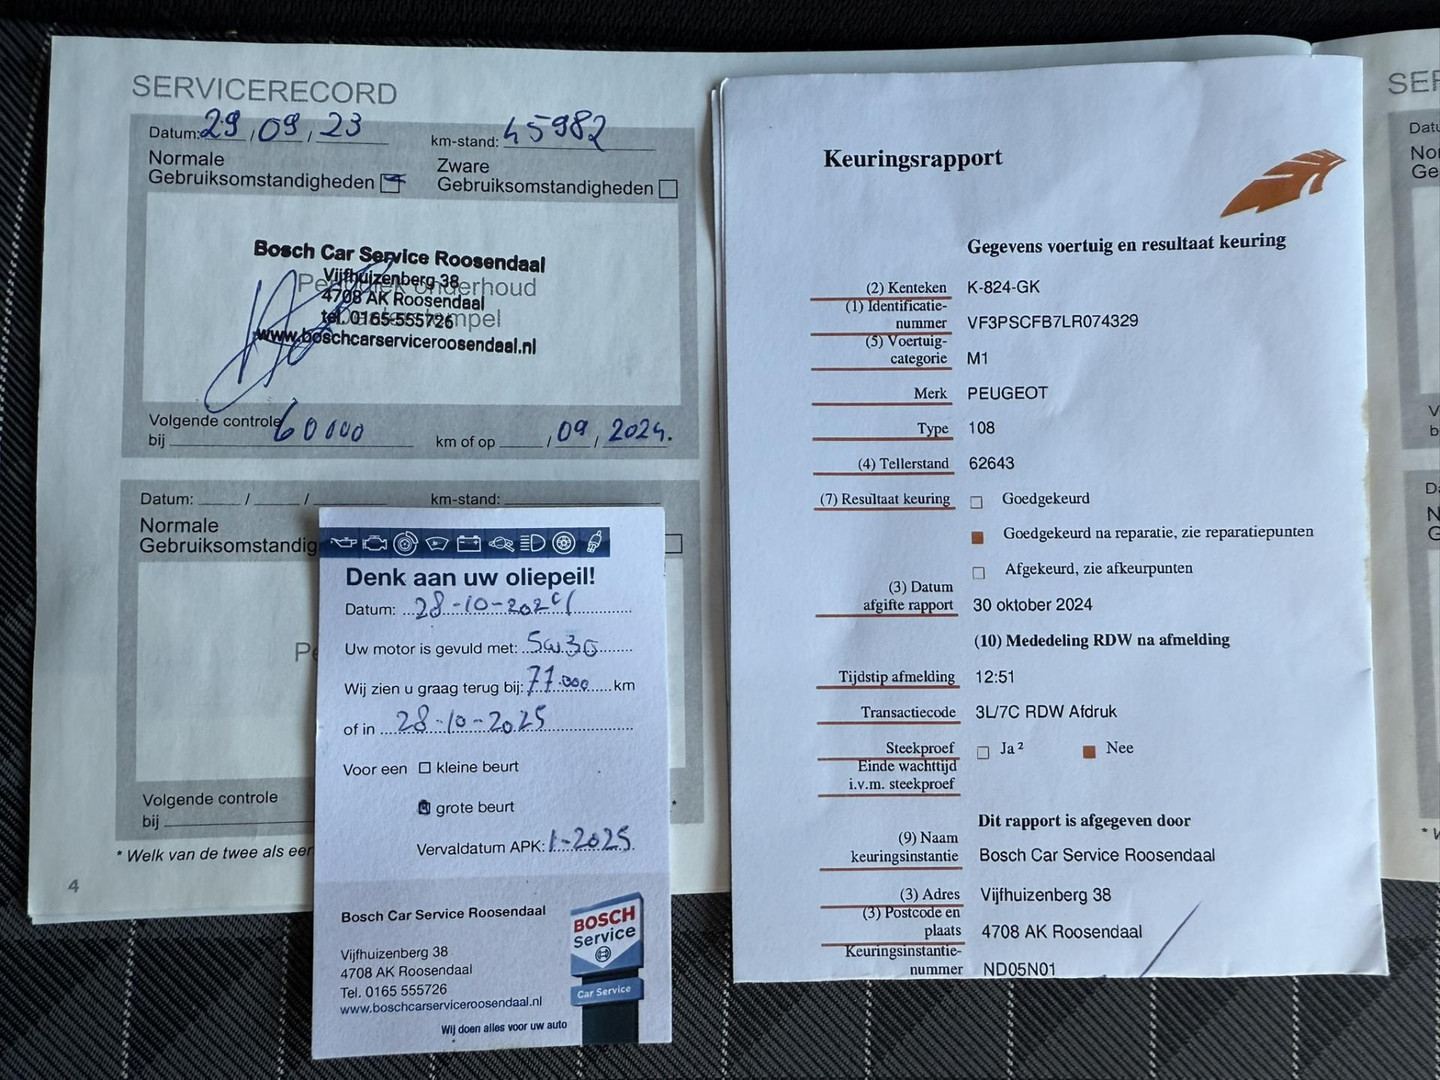 SERVICERECORD
Datum: 29 / 09 / 23 km-stand: 45982
Normale
Gebruiksomstandigheden
Zware
Gebruiksomstandigheden
Bosch Car Service Roosendaal
Vijfhuizenberg 38
4708 AK Roosendaal
tel. 0165-555726
www.boschcarserviceroosendaal.nl
onderhoud
Volgende controle
bij 60000 km of op / 09 / 2024.
Datum: / / km-stand:
Normale
Gebruiksomstandig
Volgende controle
bij
*
* Welk van de twee als eer
4
Denk aan uw oliepeil!
Datum: 28-10-2024
Uw motor is gevuld met: 5w30
Wij zien u graag terug bij: 77.000 km
of in 28-10-2025
Voor een kleine beurt
grote beurt
Vervaldatum APK: 1-2025
Bosch Car Service Roosendaal
Vijfhuizenberg 38
4708 AK Roosendaal
Tel. 0165 555726
www.boschcarserviceroosendaal.nl
Wij doen alles voor uw auto
BOSCH
Service
Car Service
Keuringsrapport
Gegevens voertuig en resultaat keuring
(2) Kenteken K-824-GK
(1) Identificatie-
nummer VF3PSCFB7LR074329
(5) Voertuig-
categorie M1
Merk PEUGEOT
Type 108
(4) Tellerstand 62643
(7) Resultaat keuring Goedgekeurd
Goedgekeurd na reparatie, zie reparatiepunten
Afgekeurd, zie afkeurpunten
(3) Datum
afgifte rapport 30 oktober 2024
(10) Mededeling RDW na afmelding
Tijdstip afmelding 12:51
Transactiecode 3L/7C RDW Afdruk
Steekproef Ja ² Nee
Einde wachttijd
i.v.m. steekproef
Dit rapport is afgegeven door
(9) Naam
keuringsinstantie Bosch Car Service Roosendaal
(3) Adres Vijfhuizenberg 38
(3) Postcode en
plaats 4708 AK Roosendaal
Keuringsinstantie-
nummer ND05N01
SER
Datu
Nor
Ge